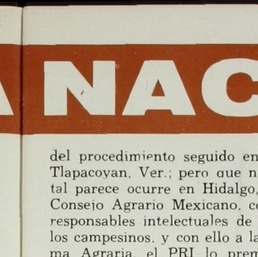 A NAC
del procedimiento seguido en
Tlapacoyan, Ver.; pero que n
tal parece ocurre en Hidalgo,
Consejo Agrario Mexicano, co
responsables intelectuales de
los campesinos, y con ello a la
ma Agraria, el PRI lo prem